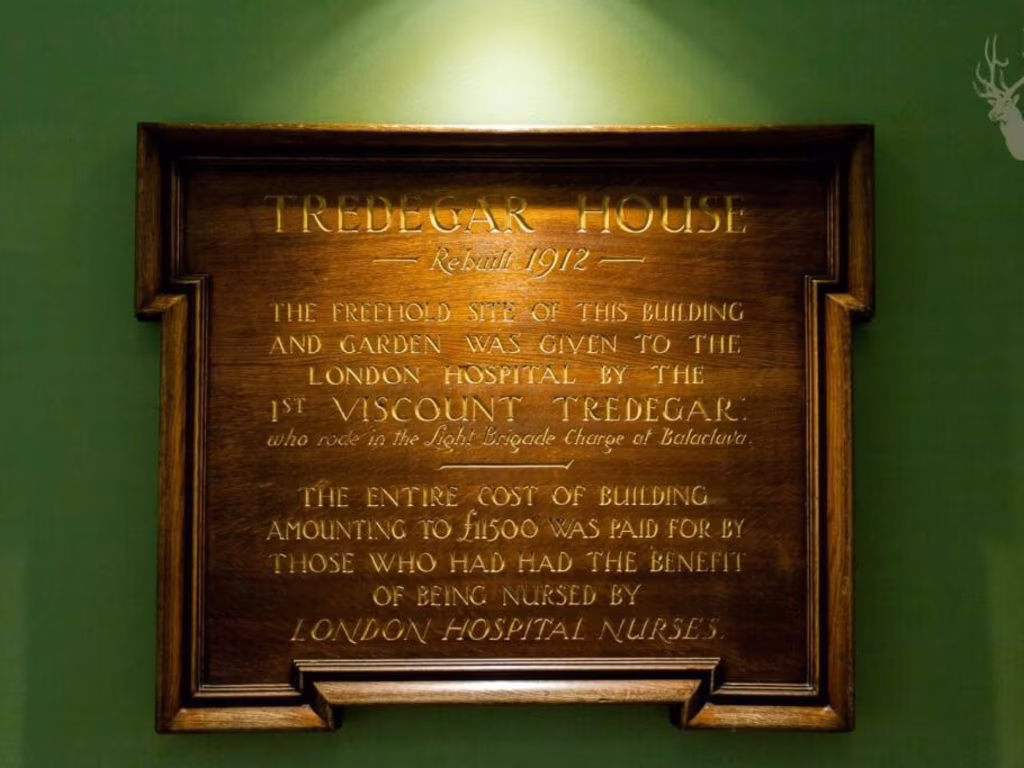 TREDEGAR HOUSE
— Rebuilt 1912 —
THE FREEHOLD SITE OF THIS BUILDING
AND GARDEN WAS GIVEN TO THE
LONDON HOSPITAL BY THE
1ST VISCOUNT TREDEGAR.
who rode in the Light Brigade Charge at Balaclava.
THE ENTIRE COST OF BUILDING
AMOUNTING TO £11500 WAS PAID FOR BY
THOSE WHO HAD HAD THE BENEFIT
OF BEING NURSED BY
LONDON HOSPITAL NURSES.